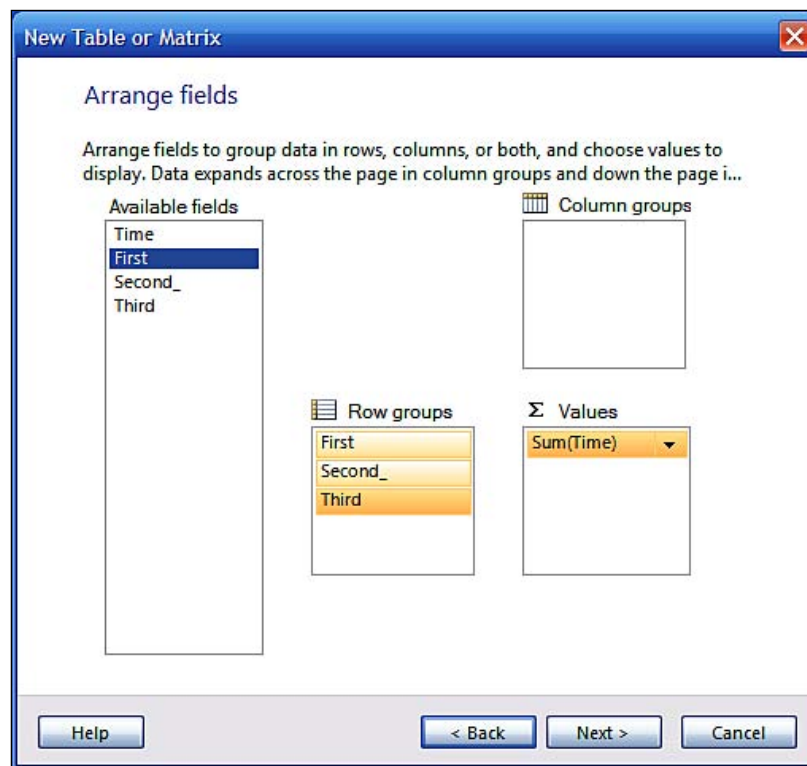 New Table or Matrix
Arrange fields
Arrange fields to group data in rows, columns, or both, and choose values to
display. Data expands across the page in column groups and down the page i...
Available fields
Time
First
Second_
Third
Column groups
Row groups
First
Second_
Third
Σ Values
Sum(Time)
Help
< Back
Next >
Cancel